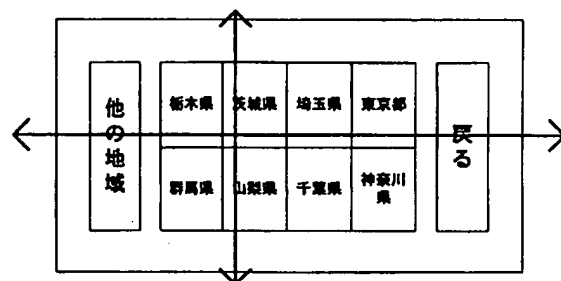 他の地域
栃木県 茨城県 埼玉県 東京都
群馬県 山梨県 千葉県 神奈川
県
戻る